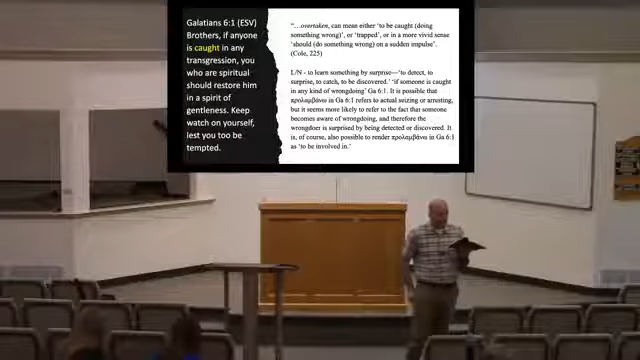 Galatians 6:1 (ESV)
Brothers, if anyone
is caught in any
transgression, you
who are spiritual
should restore him
in a spirit of
gentleness. Keep
watch on yourself,
lest you too be
tempted.
“…overtaken, can mean either ‘to be caught (doing
something wrong)’, or ‘trapped’, or in a more vivid sense
‘should (do something wrong) on a sudden impulse’.
(Cole, 225)
L/N - to learn something by surprise—‘to detect, to
surprise, to catch, to be discovered.’ ‘if someone is caught
in any kind of wrongdoing’ Ga 6:1. It is possible that
προλαμβάνω in Ga 6:1 refers to actual seizing or arresting,
but it seems more likely to refer to the fact that someone
becomes aware of wrongdoing, and therefore the
wrongdoer is surprised by being detected or discovered. It
is, of course, also possible to render προλαμβάνω in Ga 6:1
as ‘to be involved in.’